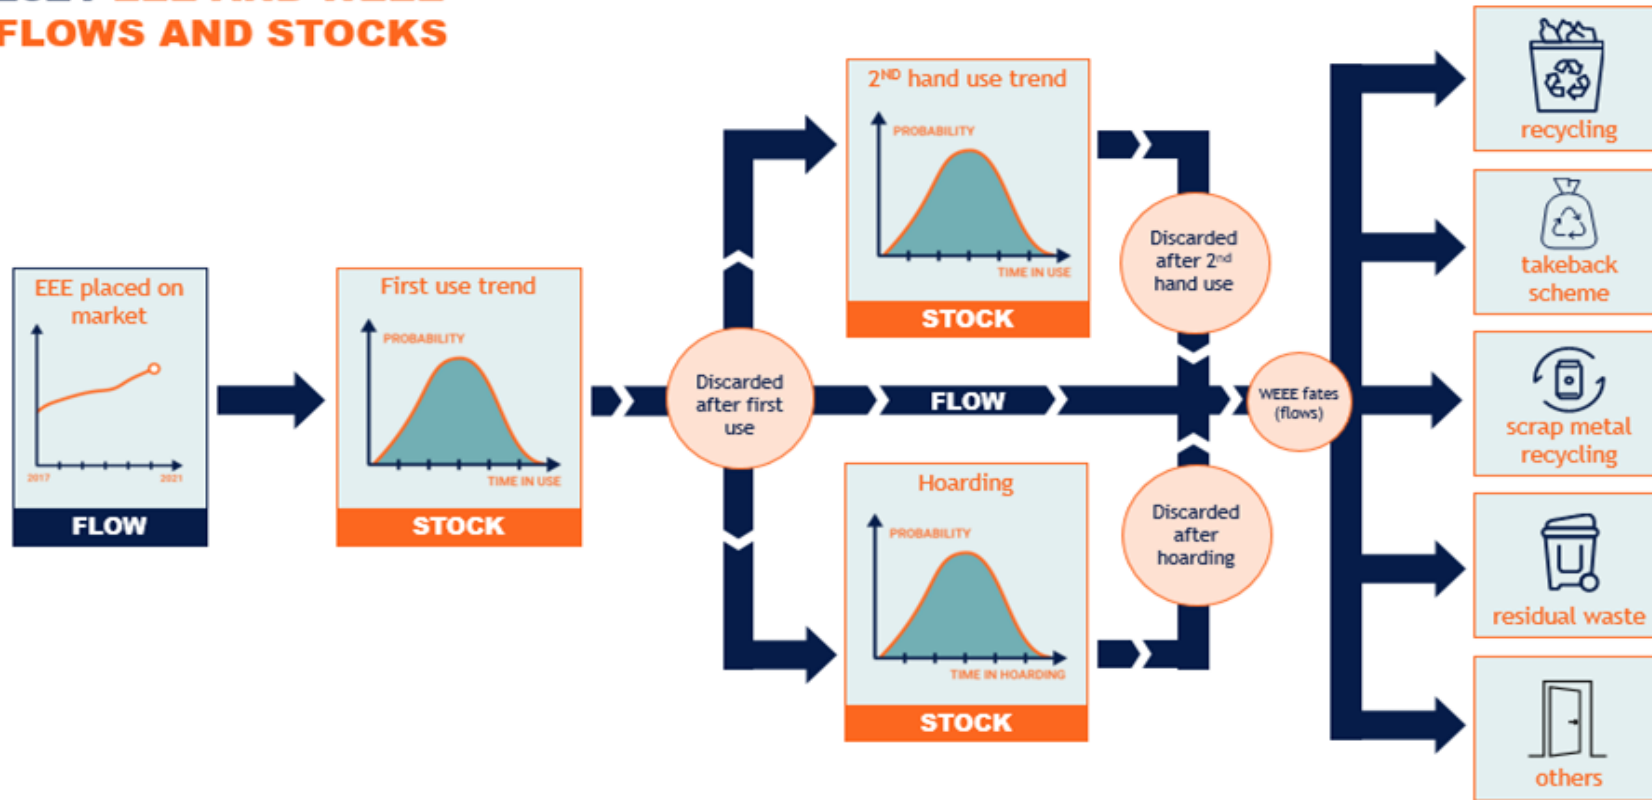 FLOWS AND STOCKS
EEE placed on
market
2017
2021
FLOW
First use trend
PROBABILITY
TIME IN USE
STOCK
Discarded
after first
use
2ND hand use trend
PROBABILITY
TIME IN USE
STOCK
Discarded
after 2nd
hand use
FLOW
Hoarding
PROBABILITY
TIME IN HOARDING
STOCK
Discarded
after
hoarding
WEEE fates
(flows)
recycling
takeback
scheme
scrap metal
recycling
residual waste
others